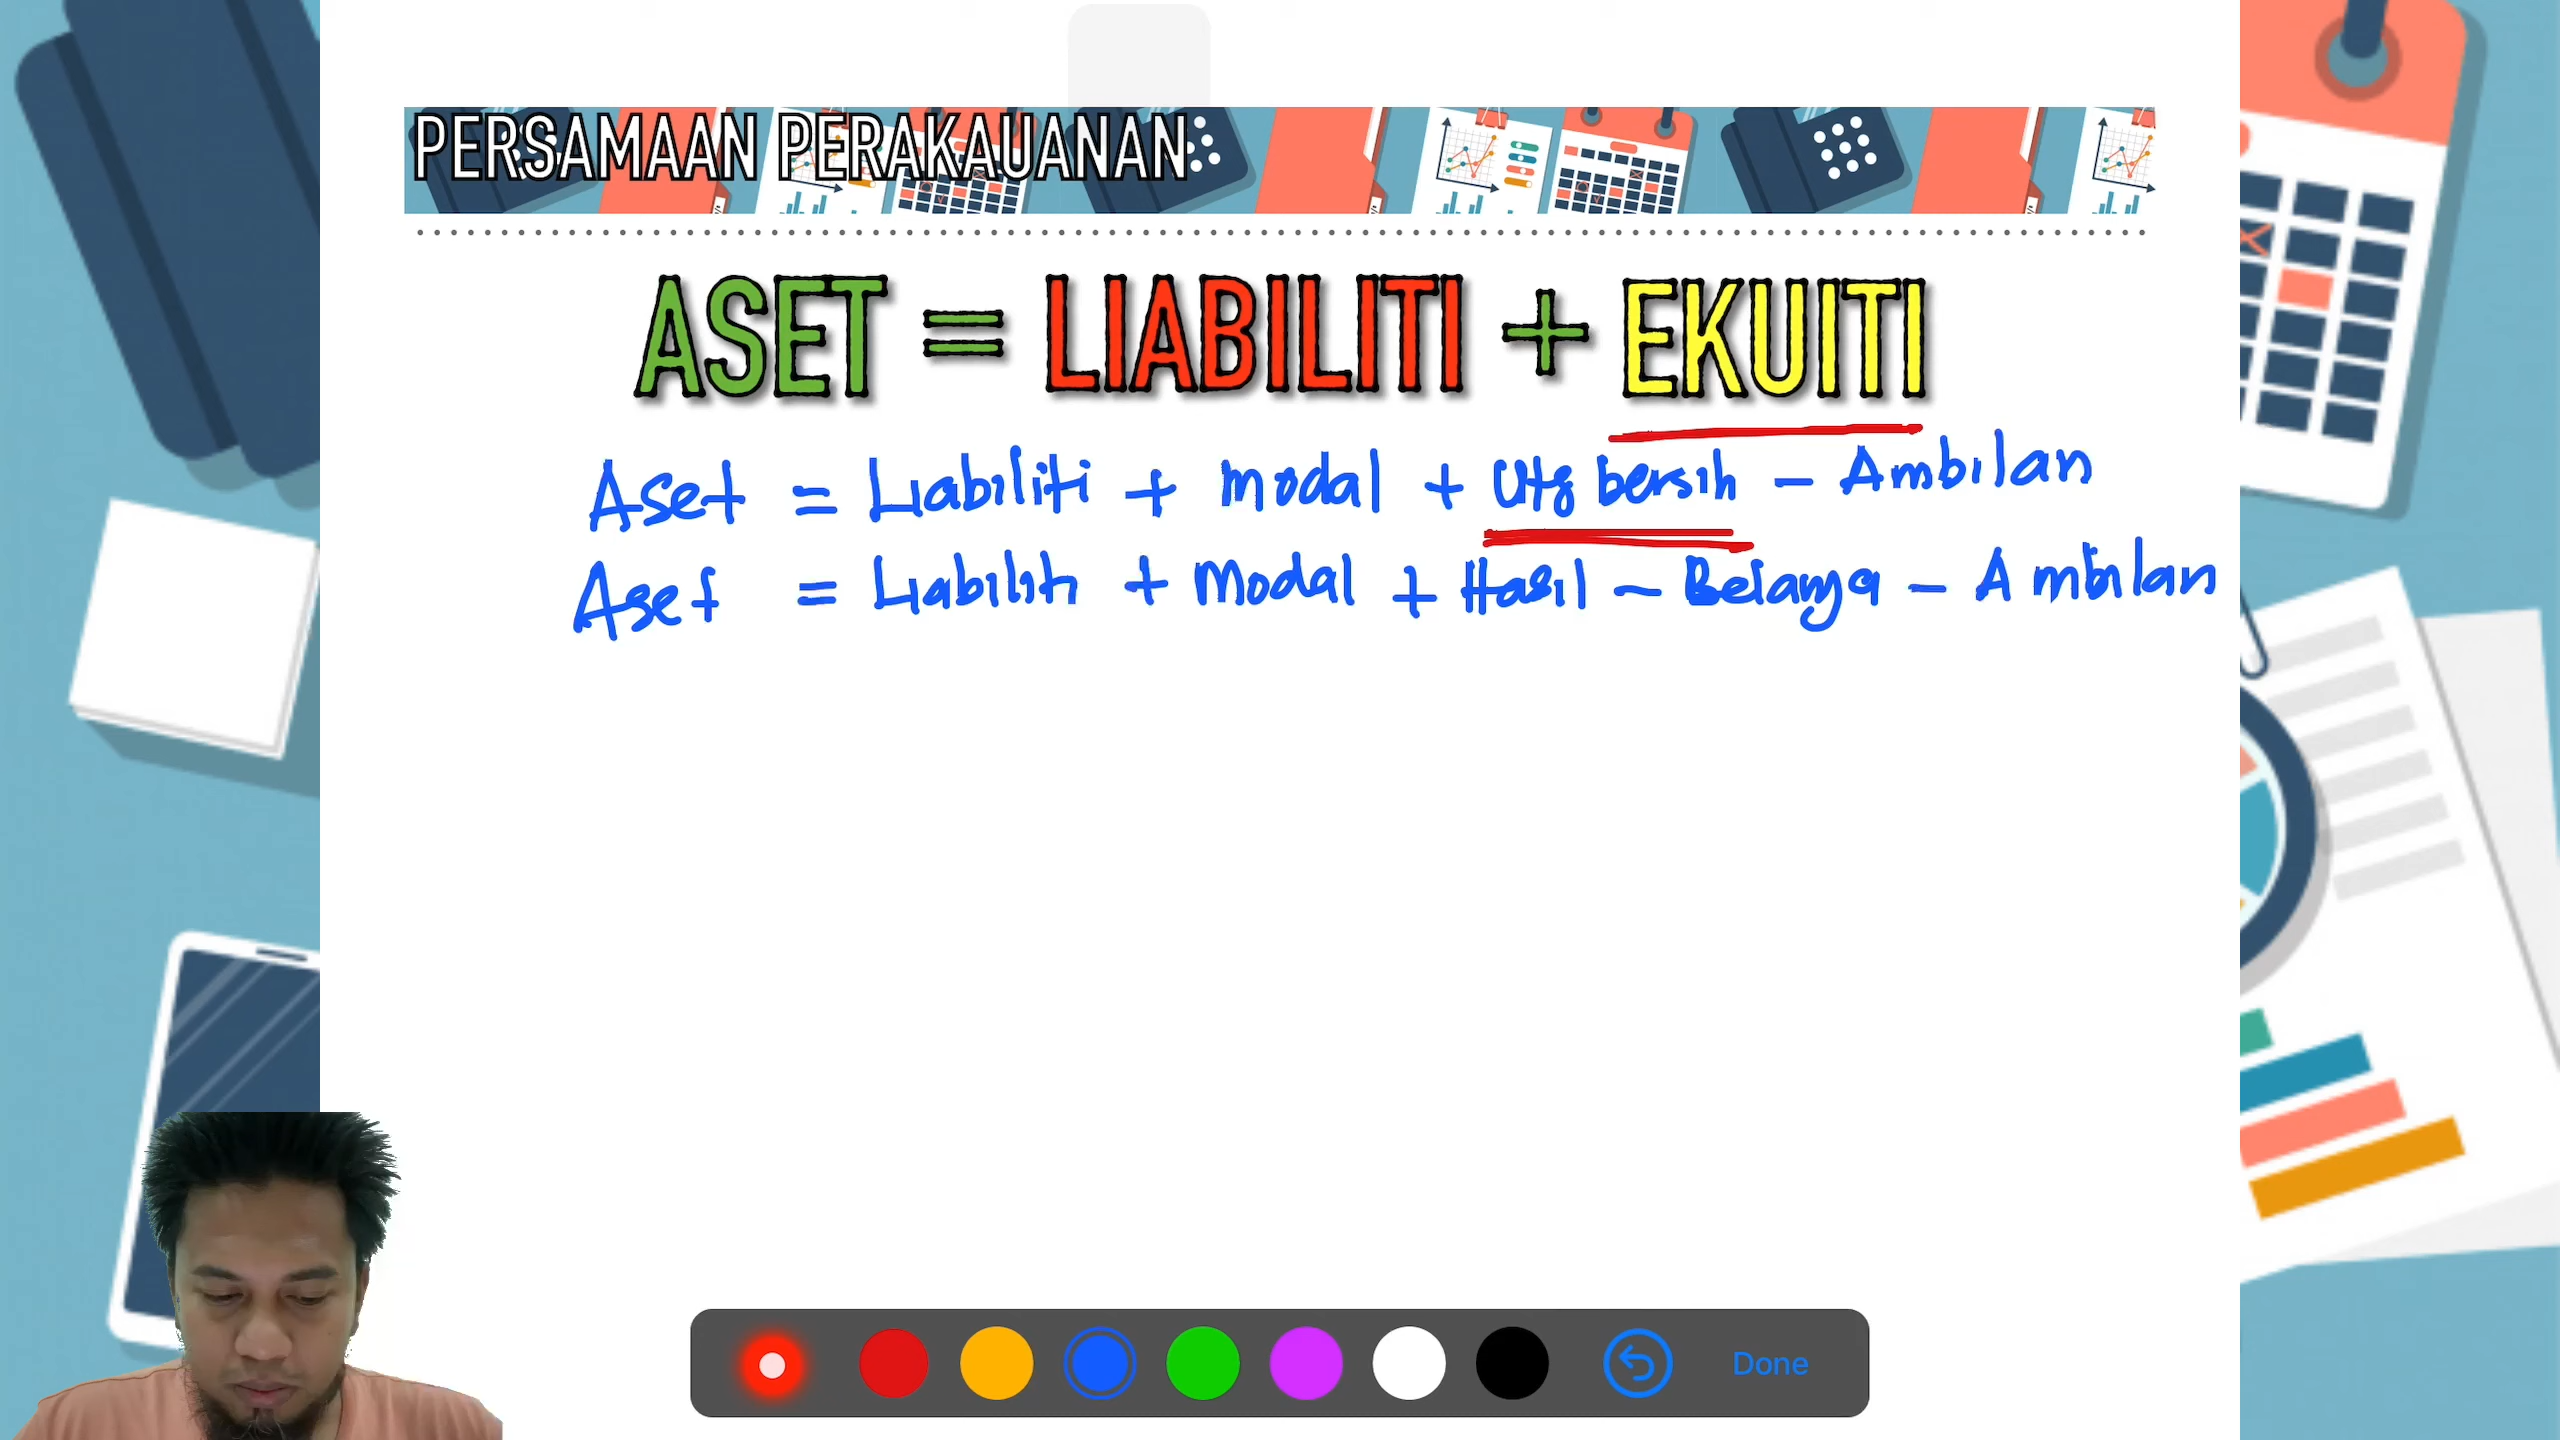 PERSAMAAN PERAKAUANAN
ASET = LIABILITI + EKUITI
Aset = Liabiliti + modal + Utg bersih - Ambilan
Aset = Liabiliti + Modal + Hasil - Belanja - Ambilan
Done